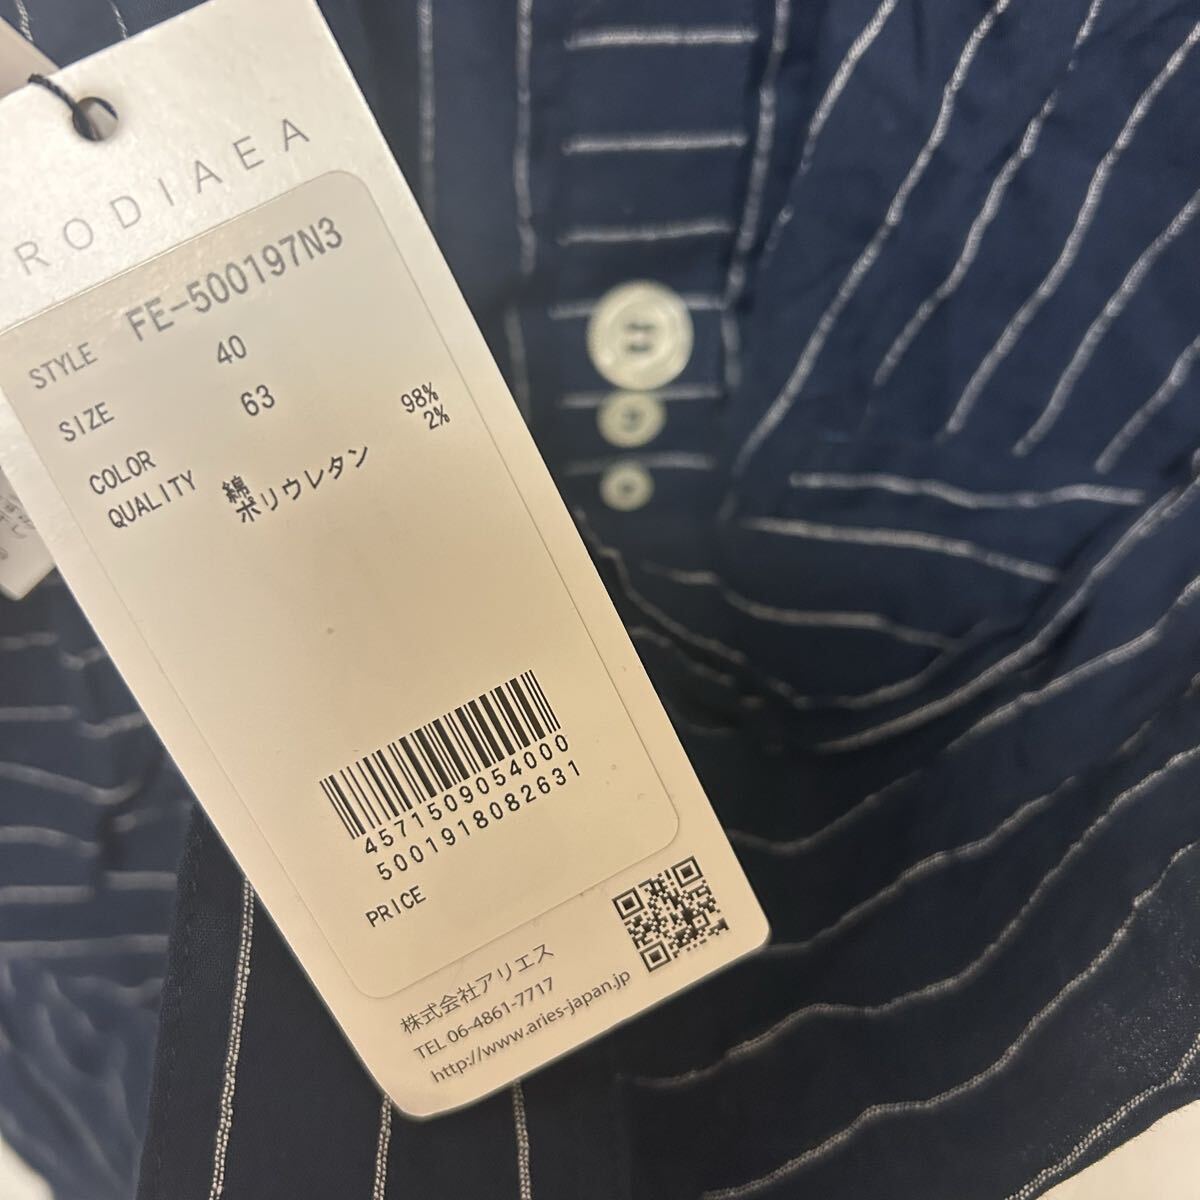 RODIAEA
STYLE FE-500197N3
SIZE 40
COLOR 63
QUALITY 綿 98%
ポリウレタン 2%
4571509054000
5001918082631
PRICE
株式会社アリエス
TEL 06-4861-7717
http://www.aries-japan.jp